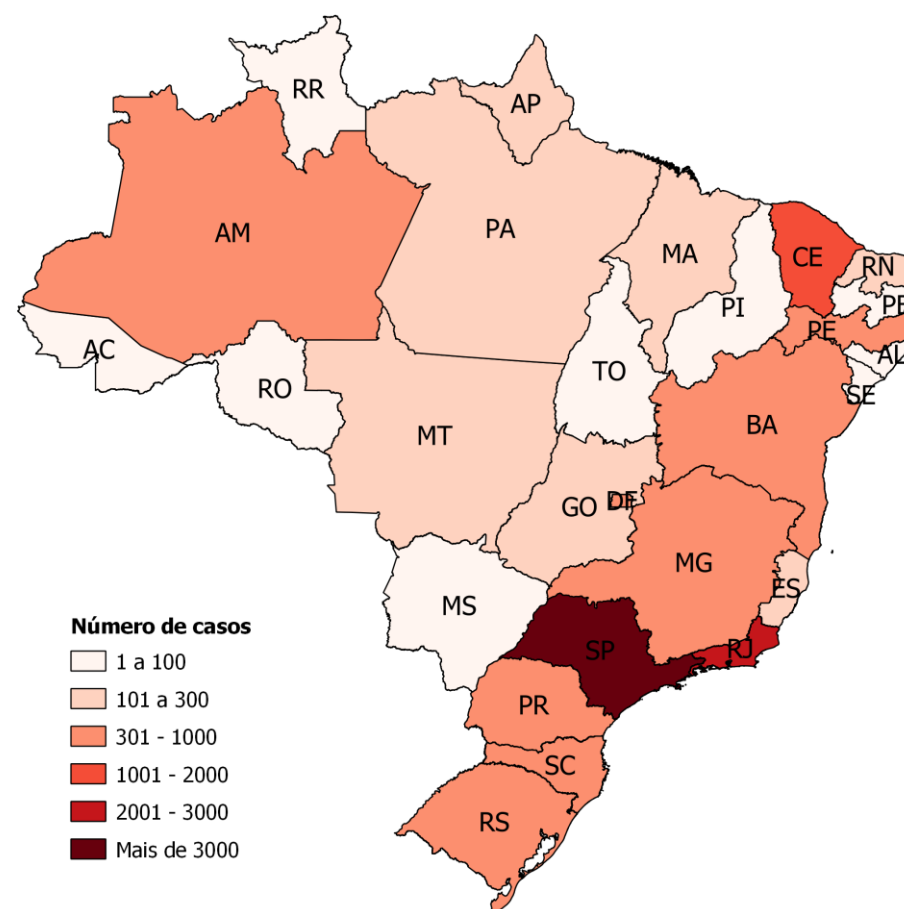 RR
AP
AM
PA
MA
CE
RN
PI
PB
PE
AC
TO
AL
RO
SE
MT
BA
GO
DF
MG
ES
MS
SP
RJ
PR
SC
RS
Número de casos
1 a 100
101 a 300
301 - 1000
1001 - 2000
2001 - 3000
Mais de 3000